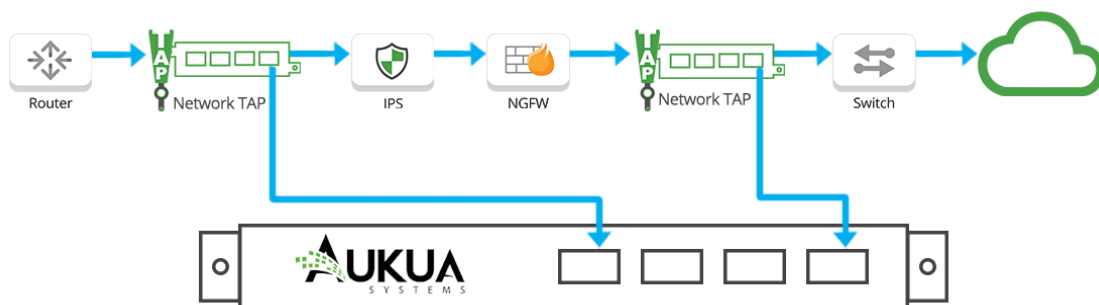 TAP
TAP
Router
Network TAP
IPS
NGFW
Network TAP
Switch
AUKUA
SYSTEMS